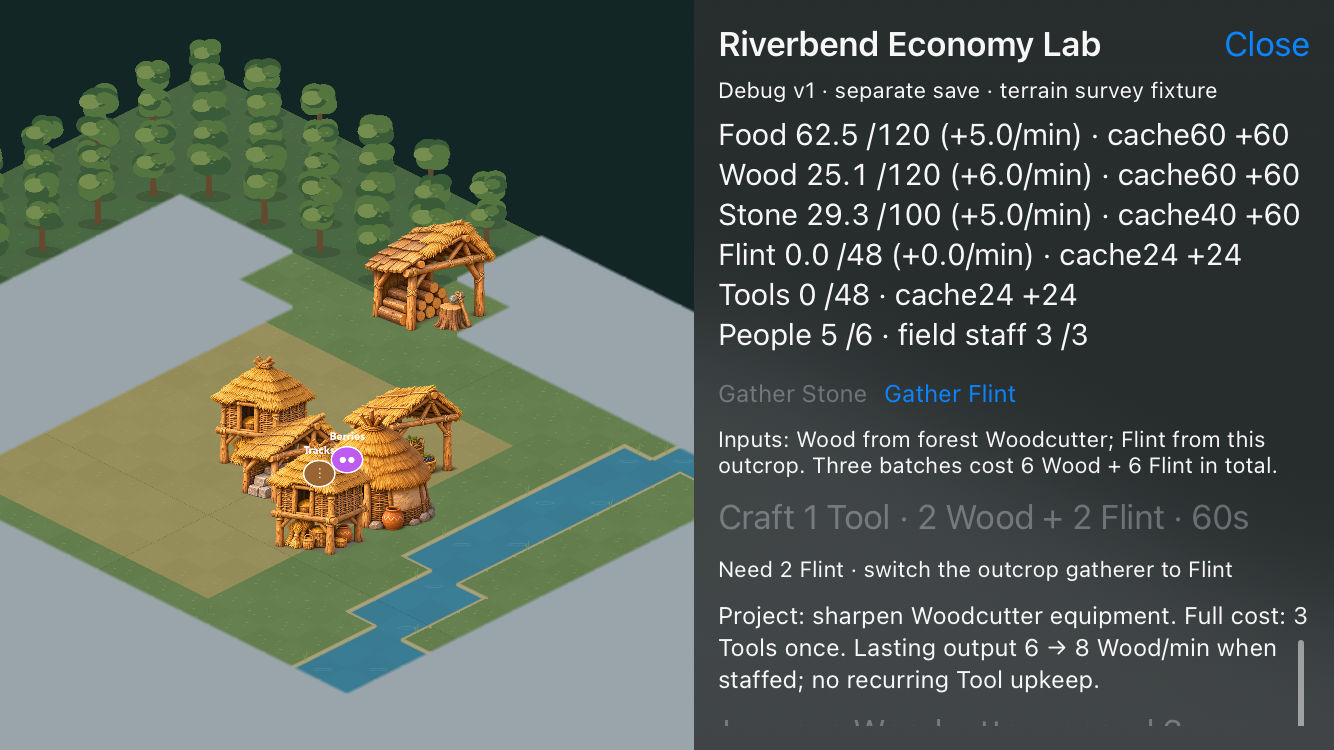 Riverbend Economy Lab
Close
Debug v1 · separate save · terrain survey fixture
Food 62.5 /120 (+5.0/min) · cache60 +60
Wood 25.1 /120 (+6.0/min) · cache60 +60
Stone 29.3 /100 (+5.0/min) · cache40 +60
Flint 0.0 /48 (+0.0/min) · cache24 +24
Tools 0 /48 · cache24 +24
People 5 /6 · field staff 3 /3
Gather Stone Gather Flint
Inputs: Wood from forest Woodcutter; Flint from this
outcrop. Three batches cost 6 Wood + 6 Flint in total.
Craft 1 Tool · 2 Wood + 2 Flint · 60s
Need 2 Flint · switch the outcrop gatherer to Flint
Project: sharpen Woodcutter equipment. Full cost: 3
Tools once. Lasting output 6 → 8 Wood/min when
staffed; no recurring Tool upkeep.
Berries
Tracks